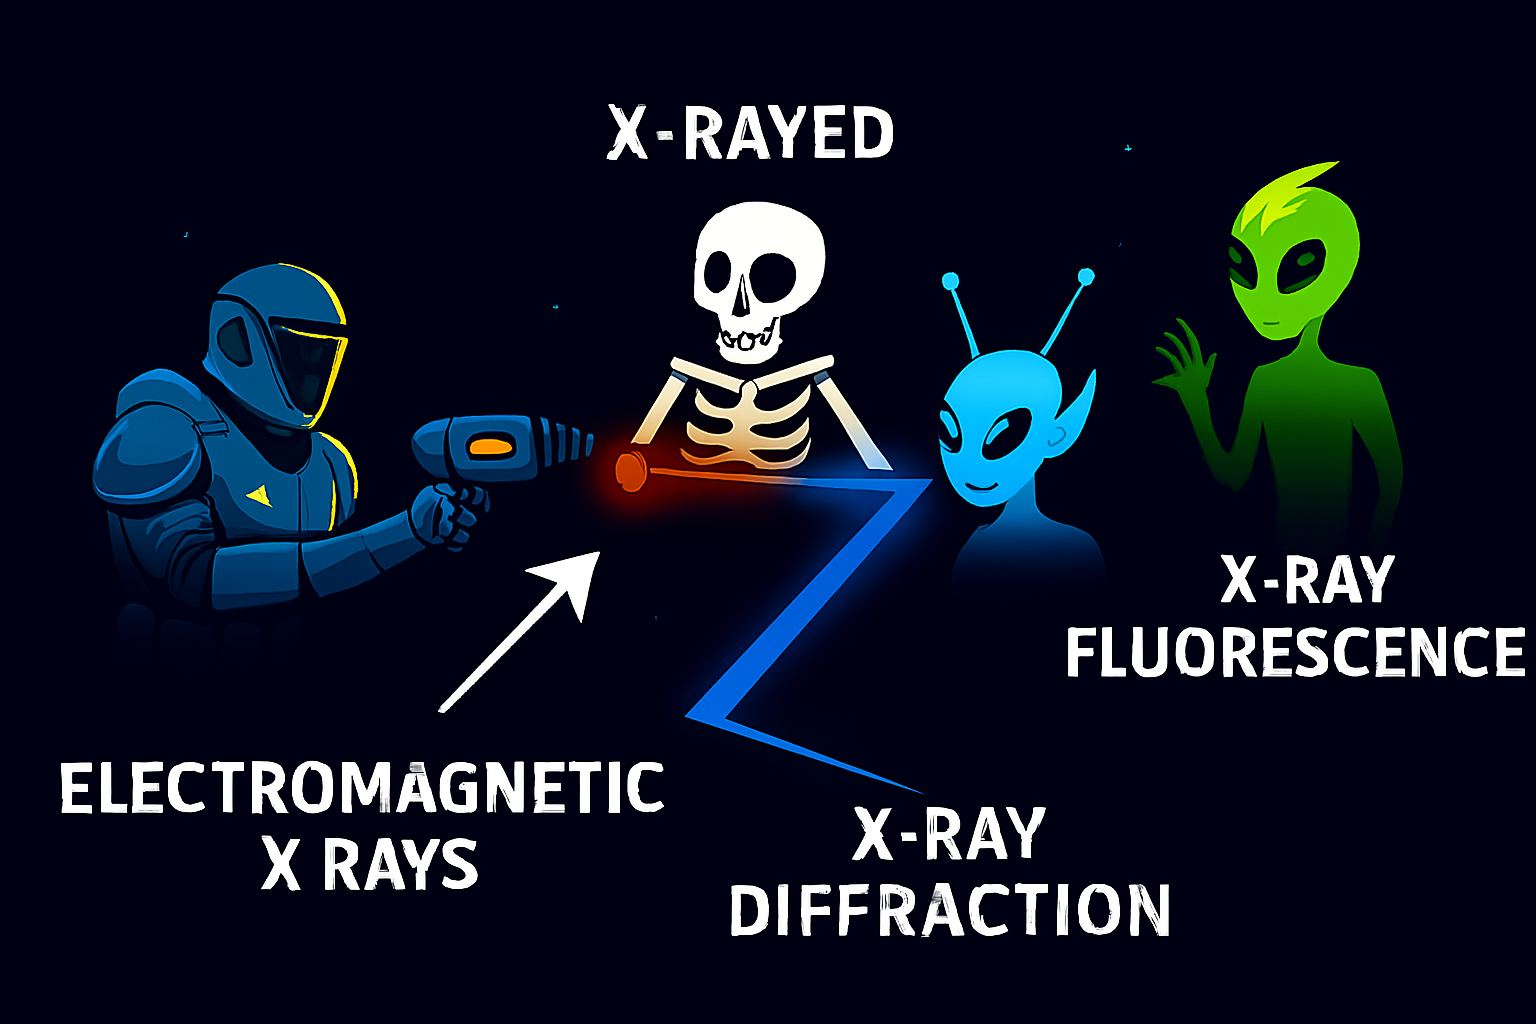 X-RAYED
X-RAY
FLUORESCENCE
ELECTROMAGNETIC
X RAYS
X-RAY
DIFFRACTION